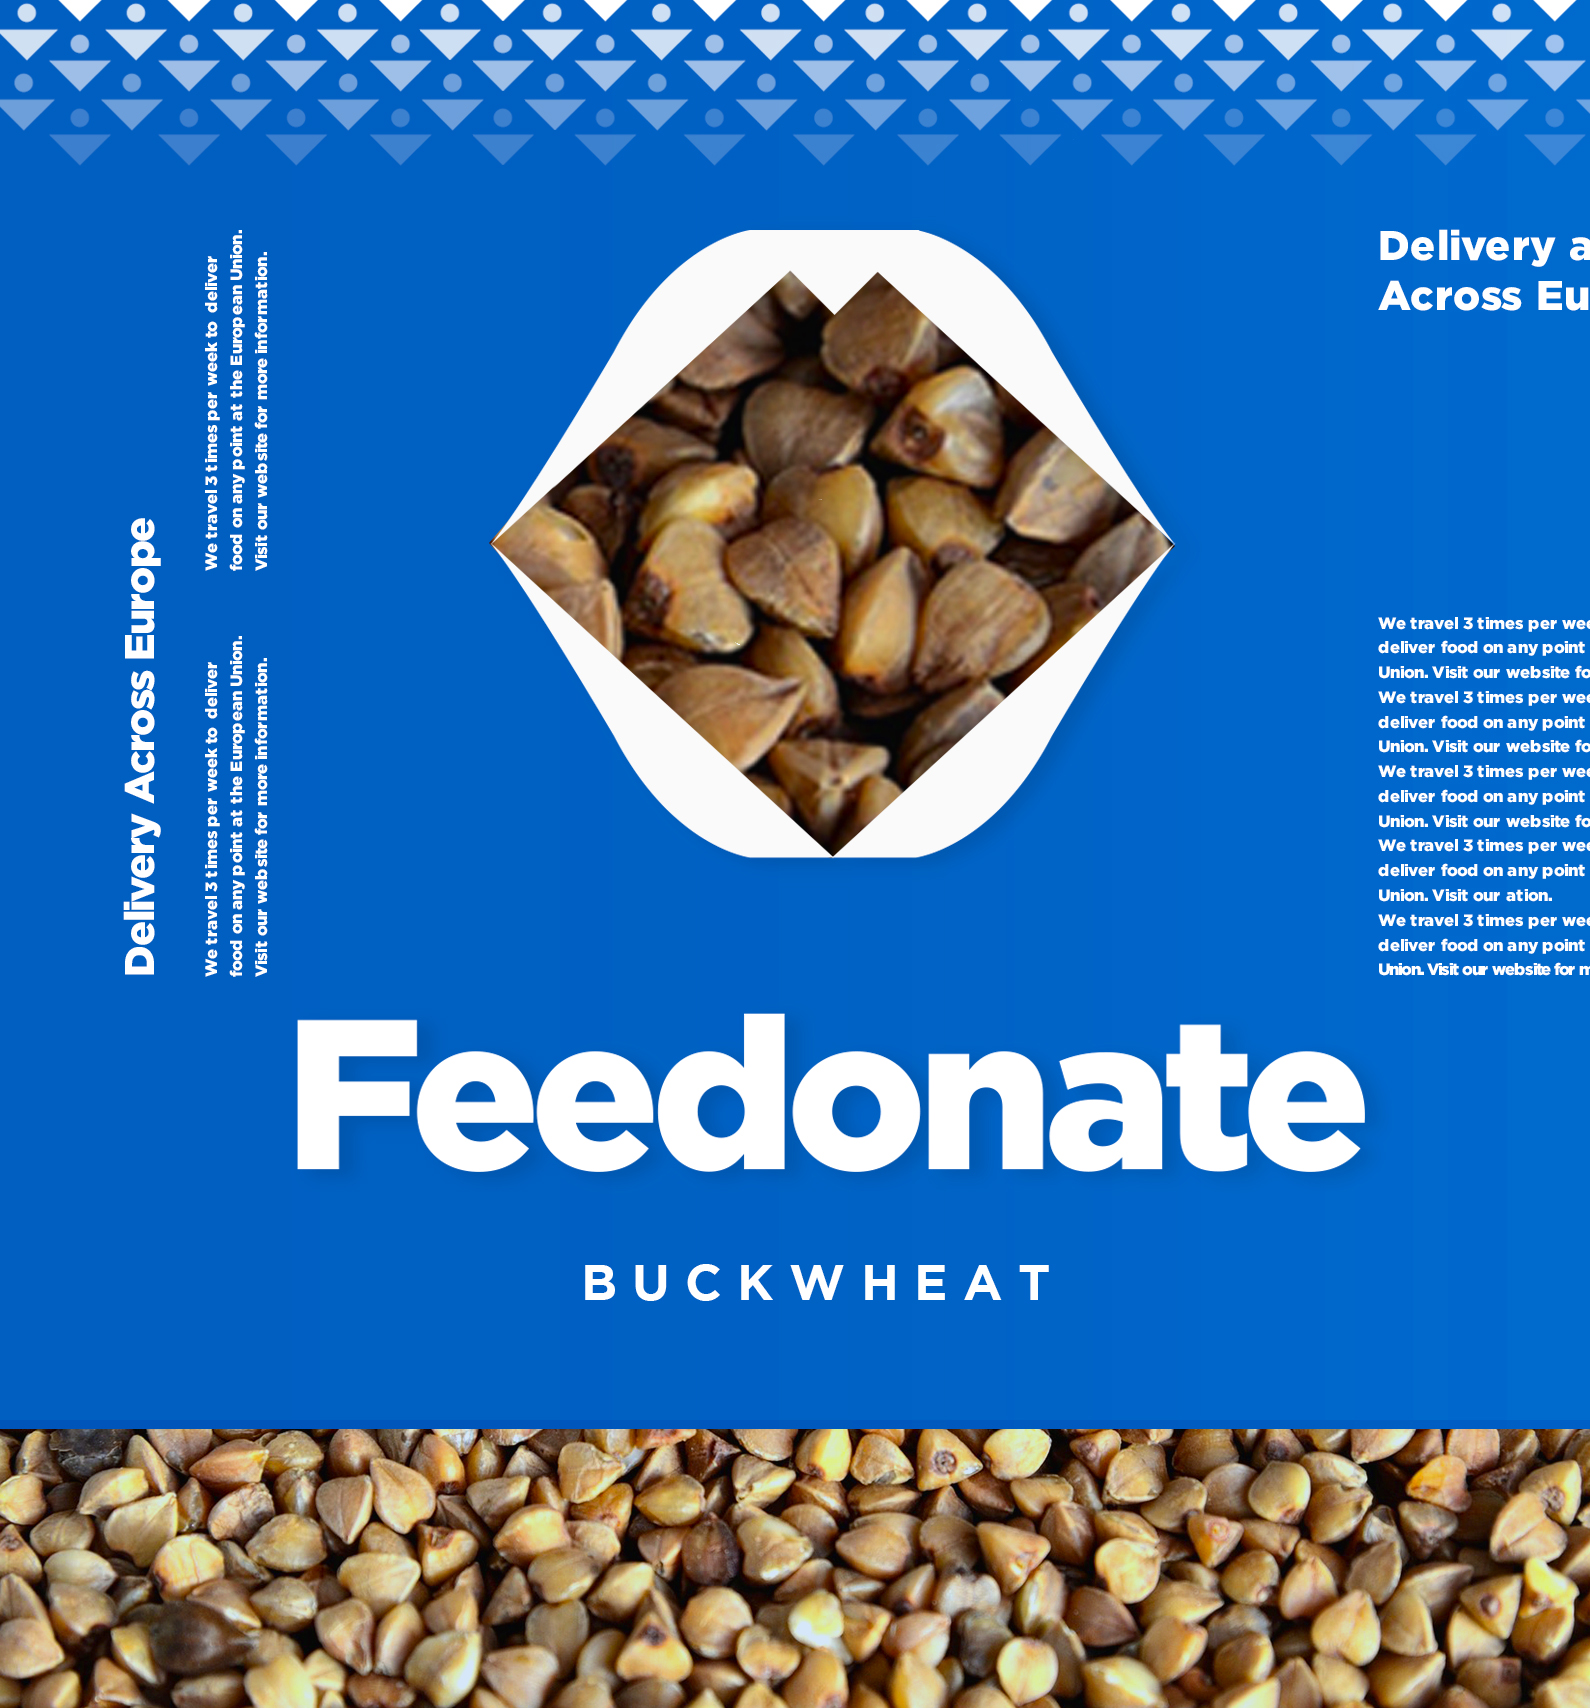 Delivery Across Europe
We travel 3 times per week to deliver
food on any point at the European Union.
Visit our website for more information.
We travel 3 times per week to deliver
food on any point at the European Union.
Visit our website for more information.
Feedonate
BUCKWHEAT
Delivery a
Across Eu
We travel 3 times per wee
deliver food on any point
Union. Visit our website fo
We travel 3 times per wee
deliver food on any point
Union. Visit our website fo
We travel 3 times per wee
deliver food on any point
Union. Visit our website fo
We travel 3 times per wee
deliver food on any point
Union. Visit our ation.
We travel 3 times per wee
deliver food on any point
Union. Visit our website for m